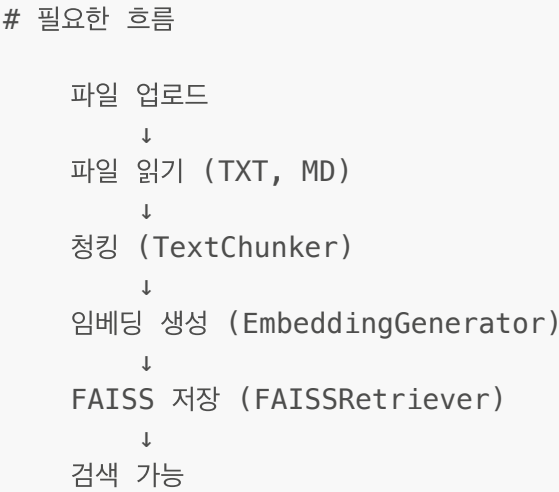 # 필요한 흐름
파일 업로드
↓
파일 읽기 (TXT, MD)
↓
청킹 (TextChunker)
↓
임베딩 생성 (EmbeddingGenerator)
↓
FAISS 저장 (FAISSRetriever)
↓
검색 가능